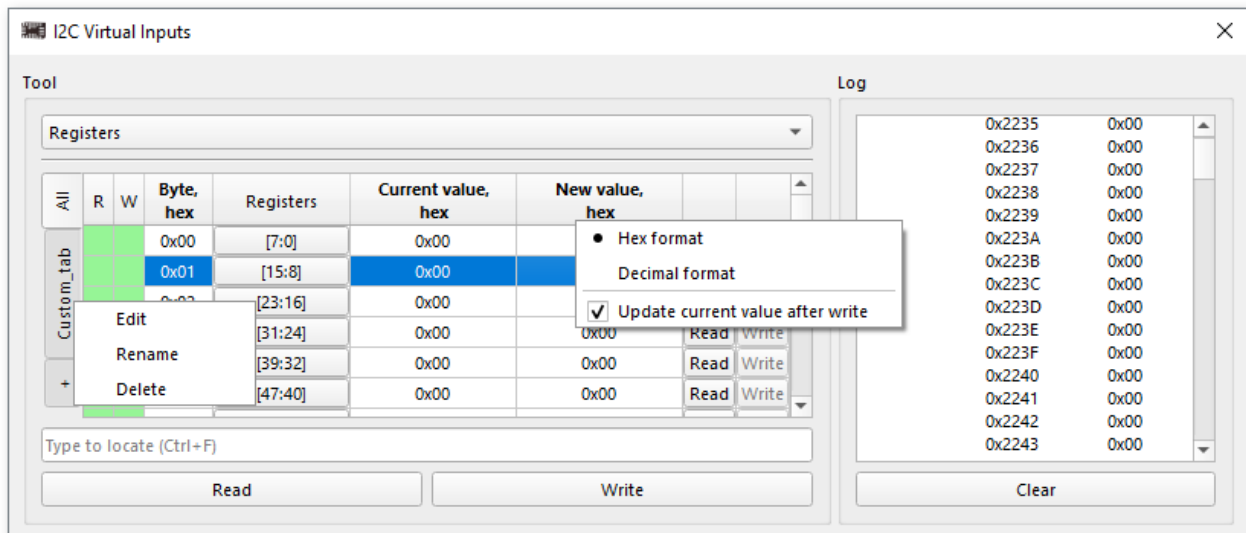 I2C Virtual Inputs
Tool
Registers
All
Custom_tab
+
R W Byte, hex Registers Current value, hex New value, hex
0x00 [7:0] 0x00
0x01 [15:8] 0x00
[23:16] 0x00
[31:24] 0x00 0x00 Read Write
[39:32] 0x00 0x00 Read Write
[47:40] 0x00 0x00 Read Write
Edit
Rename
Delete
Hex format
Decimal format
Update current value after write
Type to locate (Ctrl+F)
Read Write
Log
0x2235 0x00
0x2236 0x00
0x2237 0x00
0x2238 0x00
0x2239 0x00
0x223A 0x00
0x223B 0x00
0x223C 0x00
0x223D 0x00
0x223E 0x00
0x223F 0x00
0x2240 0x00
0x2241 0x00
0x2242 0x00
0x2243 0x00
Clear